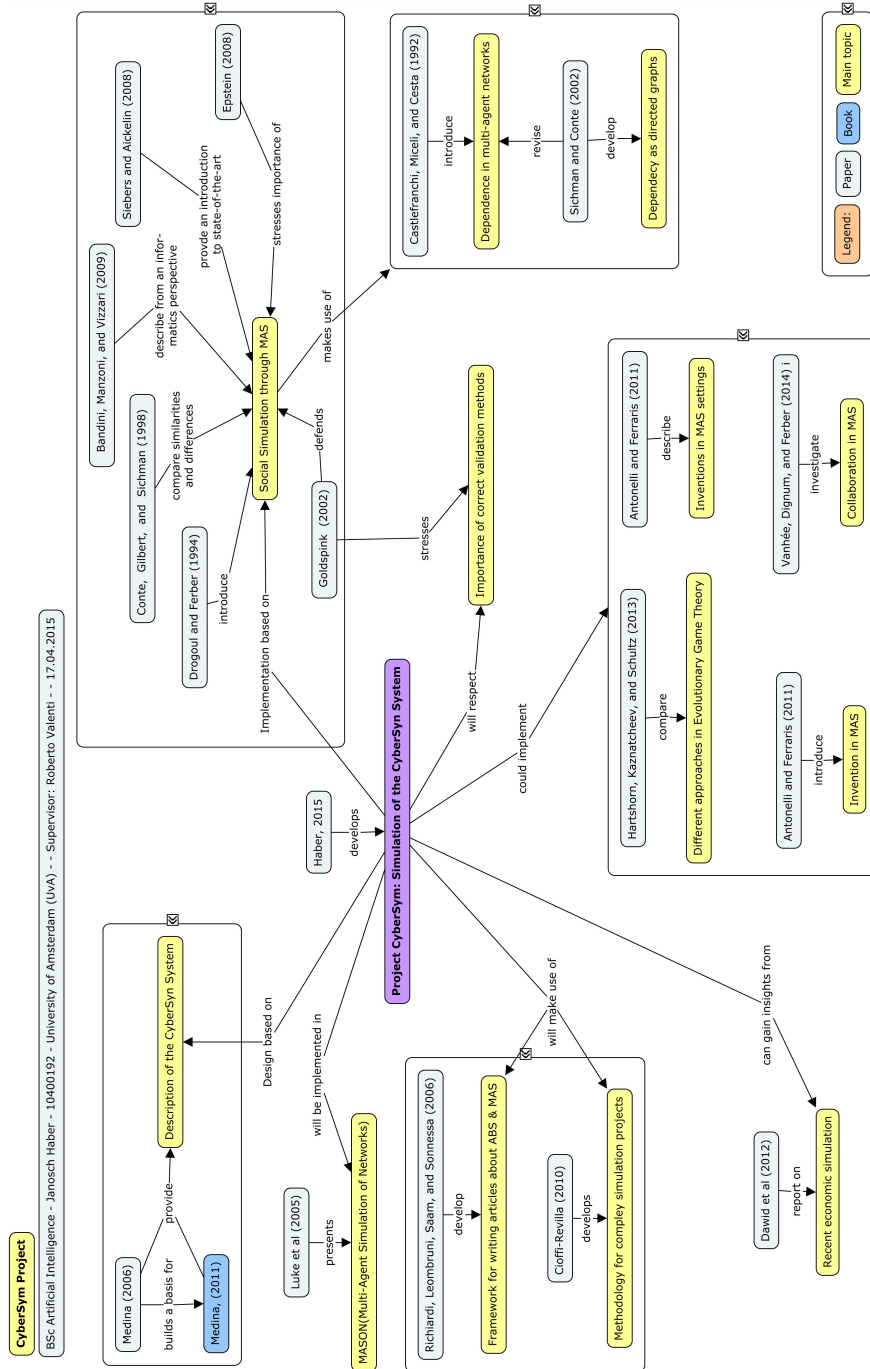 CyberSym Project
BSc Artificial Intelligence - Janosch Haber - 10400192 - University of Amsterdam (UvA) - - Supervisor: Roberto Valenti - - 17.04.2015
Medina (2006)
builds a basis for
Medina, (2011)
provide
Description of the CyberSyn System
Design based on
Haber, 2015
develops
Project CyberSym: Simulation of the CyberSyn System
Implementation based on
Drogoul and Ferber (1994)
introduce
Conte, Gilbert, and Sichman (1998)
compare similarities
and differences
Bandini, Manzoni, and Vizzari (2009)
describe from an infor-
matics perspective
Siebers and Aickelin (2008)
provde an introduction
to state-of-the-art
Epstein (2008)
stresses importance of
Social Simulation through MAS
Goldspink (2002)
defends
makes use of
stresses
Importance of correct validation methods
will respect
Castlefranchi, Miceli, and Cesta (1992)
introduce
Dependence in multi-agent networks
revise
Sichman and Conte (2002)
develop
Dependecy as directed graphs
will be implemented in
Luke et al (2005)
presents
MASON(Multi-Agent Simulation of Networks)
will make use of
Richiardi, Leombruni, Saam, and Sonnessa (2006)
develop
Framework for writing articles about ABS & MAS
Cioffi-Revilla (2010)
develops
Methodology for compley simulation projects
can gain insights from
Dawid et al (2012)
report on
Recent economic simulation
could implement
Hartshorn, Kaznatcheev, and Schultz (2013)
compare
Different approaches in Evolutionary Game Theory
Antonelli and Ferraris (2011)
describe
Inventions in MAS settings
Antonelli and Ferraris (2011)
introduce
Invention in MAS
Vanhée, Dignum, and Ferber (2014) i
investigate
Collaboration in MAS
Legend:
Paper
Book
Main topic